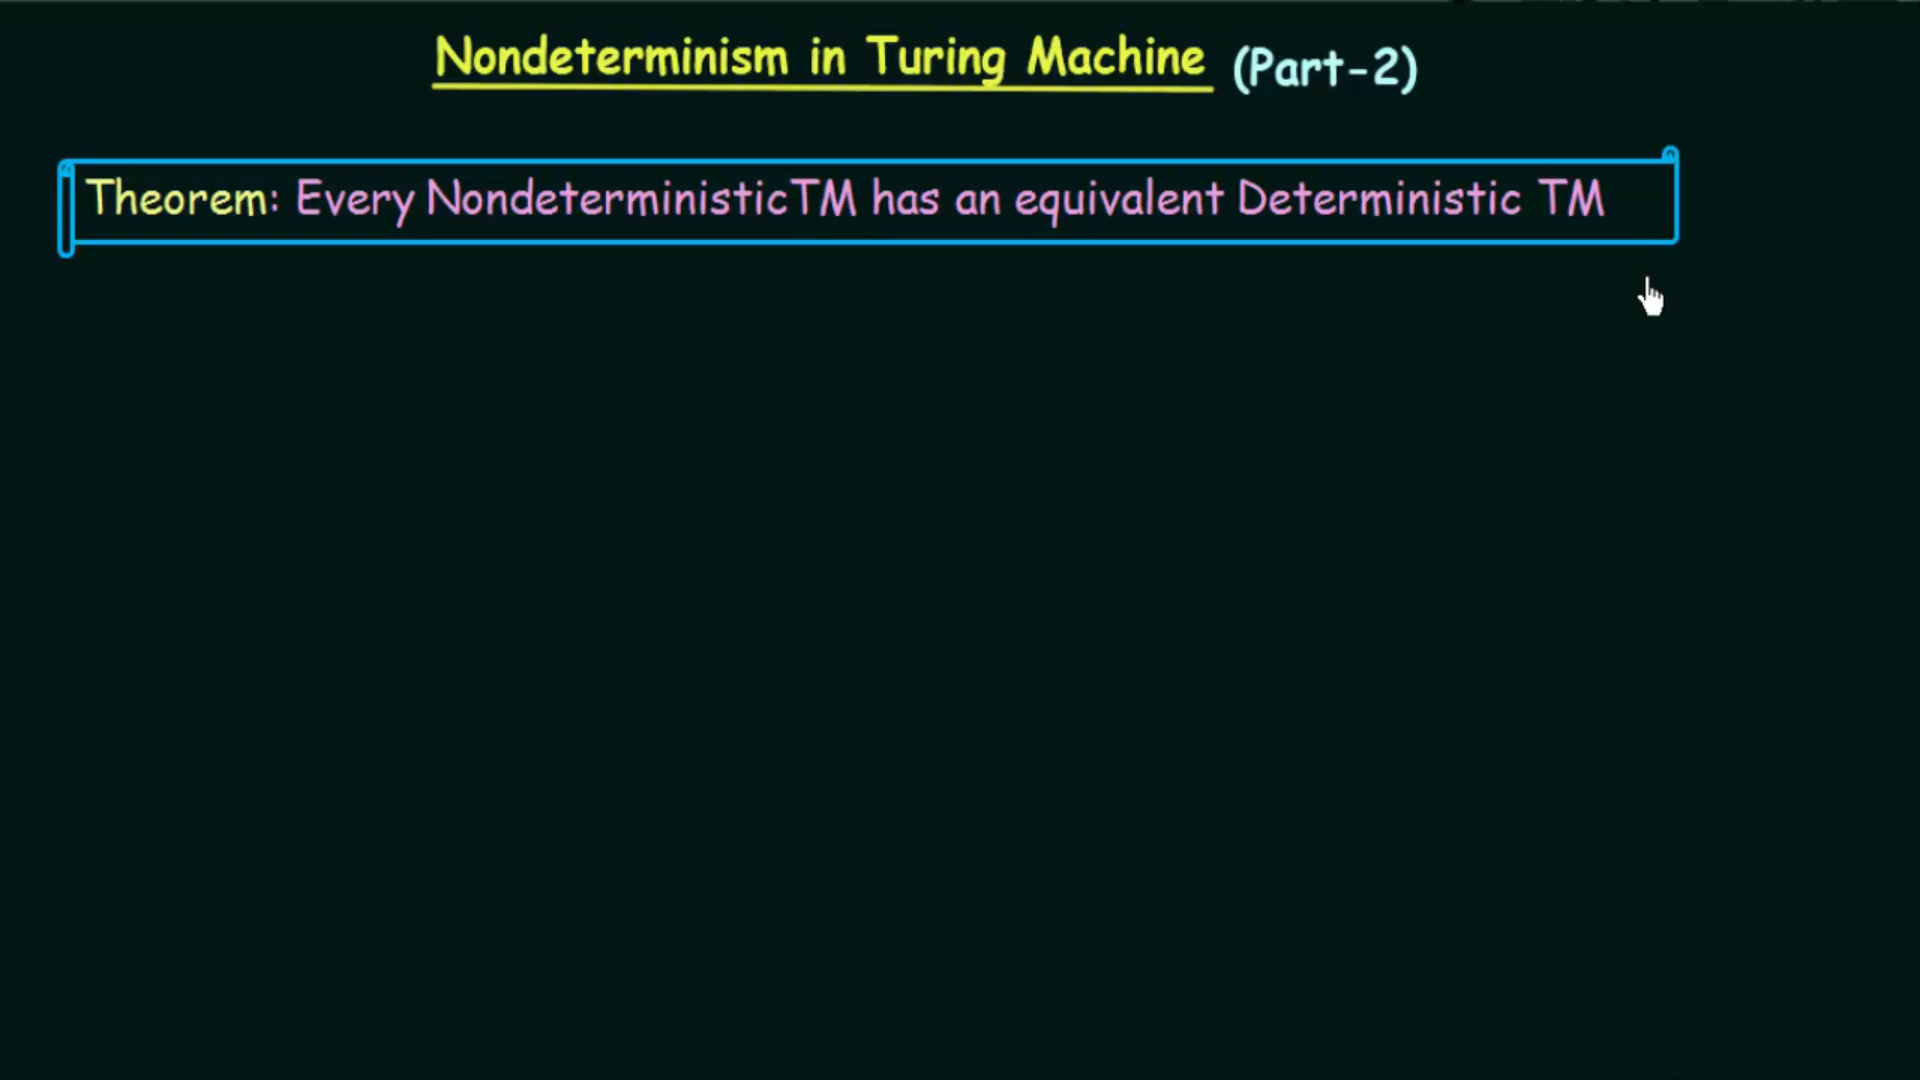 Nondeterminism in Turing Machine (Part-2)
Theorem: Every NondeterministicTM has an equivalent Deterministic TM